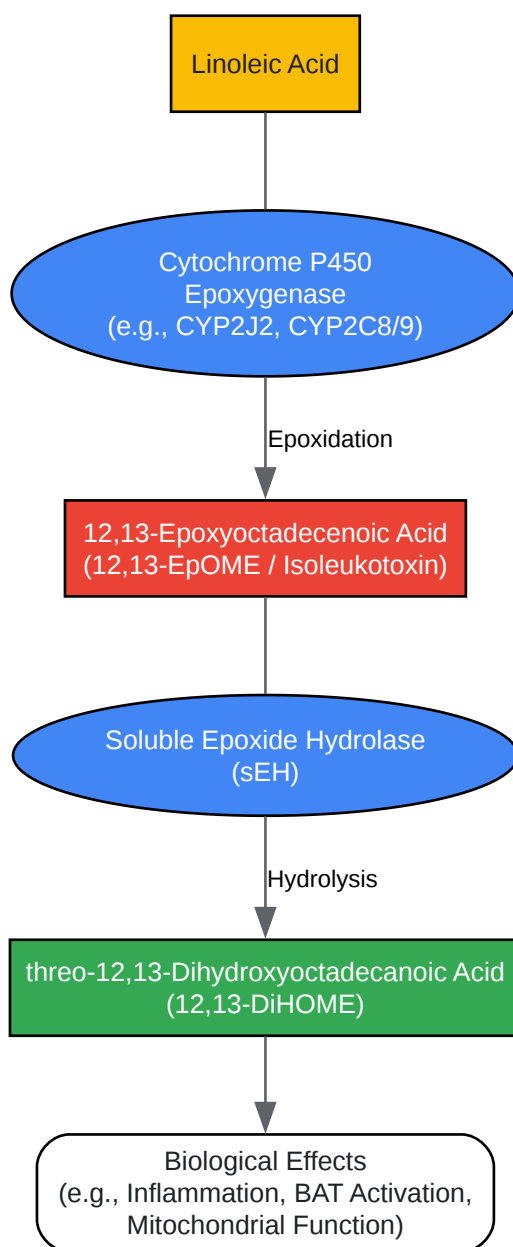 Linoleic Acid
Cytochrome P450
Epoxygenase
(e.g., CYP2J2, CYP2C8/9)
Epoxidation
12,13-Epoxyoctadecenoic Acid
(12,13-EpOME / Isoleukotoxin)
Soluble Epoxide Hydrolase
(sEH)
Hydrolysis
threo-12,13-Dihydroxyoctadecanoic Acid
(12,13-DiHOME)
Biological Effects
(e.g., Inflammation, BAT Activation,
Mitochondrial Function)